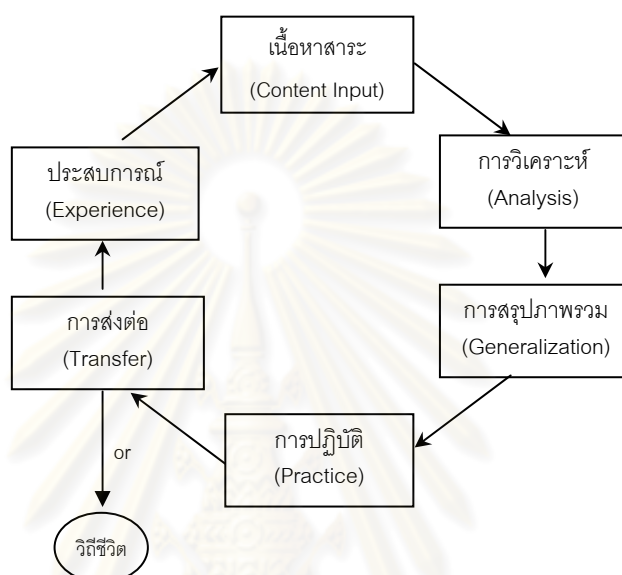 เนื้อหาสาระ
(Content Input)
การวิเคราะห์
(Analysis)
การสรุปภาพรวม
(Generalization)
การปฏิบัติ
(Practice)
การส่งต่อ
(Transfer)
ประสบการณ์
(Experience)
or
วิถีชีวิต